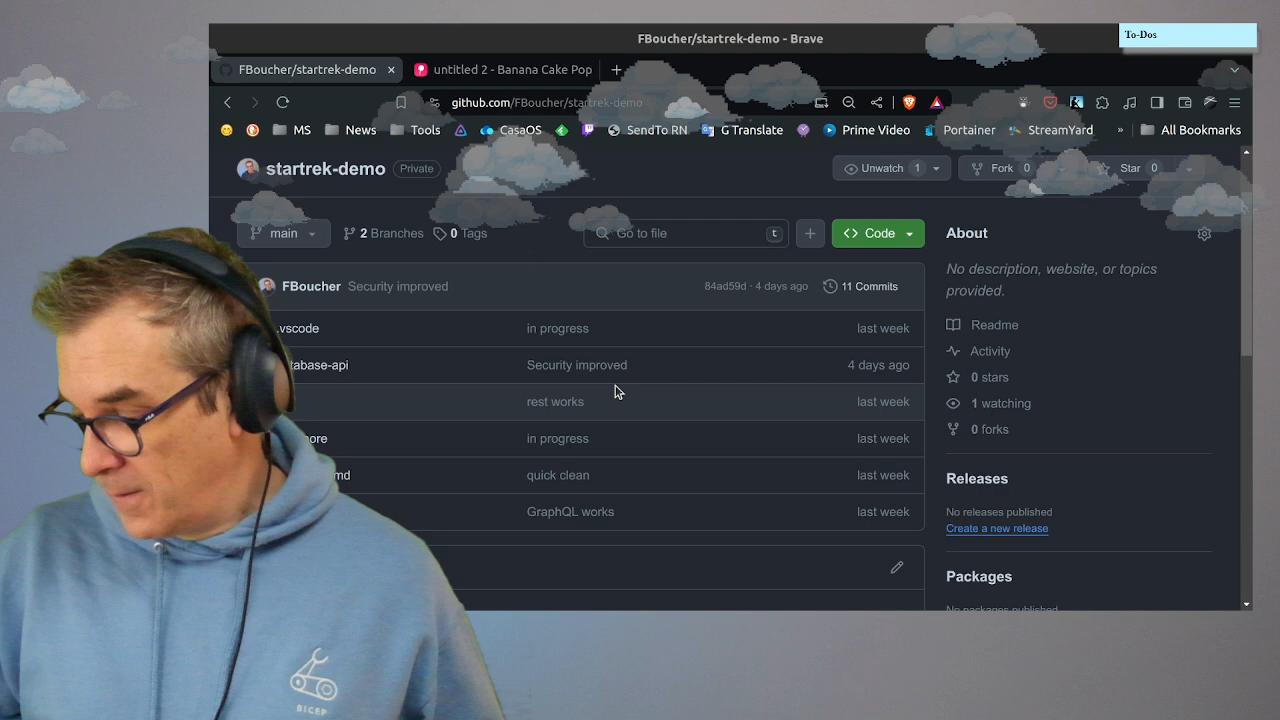 FBoucher/startrek-demo - Brave
To-Dos
FBoucher/startrek-demo
untitled 2 - Banana Cake Pop
github.com/FBoucher/startrek-demo
MS
News
Tools
CasaOS
SendTo RN
G Translate
Prime Video
Portainer
StreamYard
» All Bookmarks
startrek-demo Private
Unwatch 1
Fork 0
Star 0
main
2 Branches
0 Tags
Go to file
t
Code
About
No description, website, or topics
provided.
FBoucher Security improved
84ad59d · 4 days ago
11 Commits
.vscode in progress last week
tabase-api Security improved 4 days ago
rest works last week
ore in progress last week
md quick clean last week
GraphQL works last week
Readme
Activity
0 stars
1 watching
0 forks
Releases
No releases published
Create a new release
Packages
No packages published
BICEP